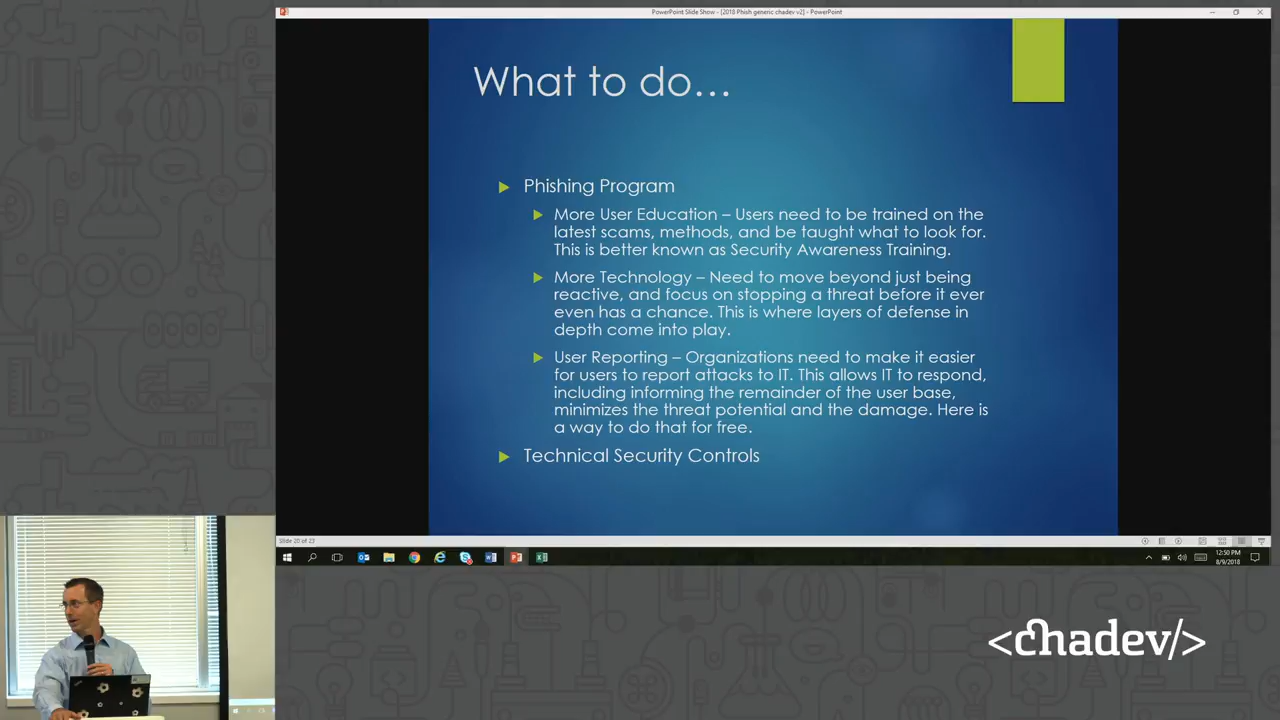 PowerPoint Slide Show - [2018 Phish generic chadev v2] - PowerPoint
What to do...
Phishing Program
More User Education – Users need to be trained on the
latest scams, methods, and be taught what to look for.
This is better known as Security Awareness Training.
More Technology – Need to move beyond just being
reactive, and focus on stopping a threat before it ever
even has a chance. This is where layers of defense in
depth come into play.
User Reporting – Organizations need to make it easier
for users to report attacks to IT. This allows IT to respond,
including informing the remainder of the user base,
minimizes the threat potential and the damage. Here is
a way to do that for free.
Technical Security Controls
Slide 20 of 23
12:50 PM
8/9/2018
<chadev/>